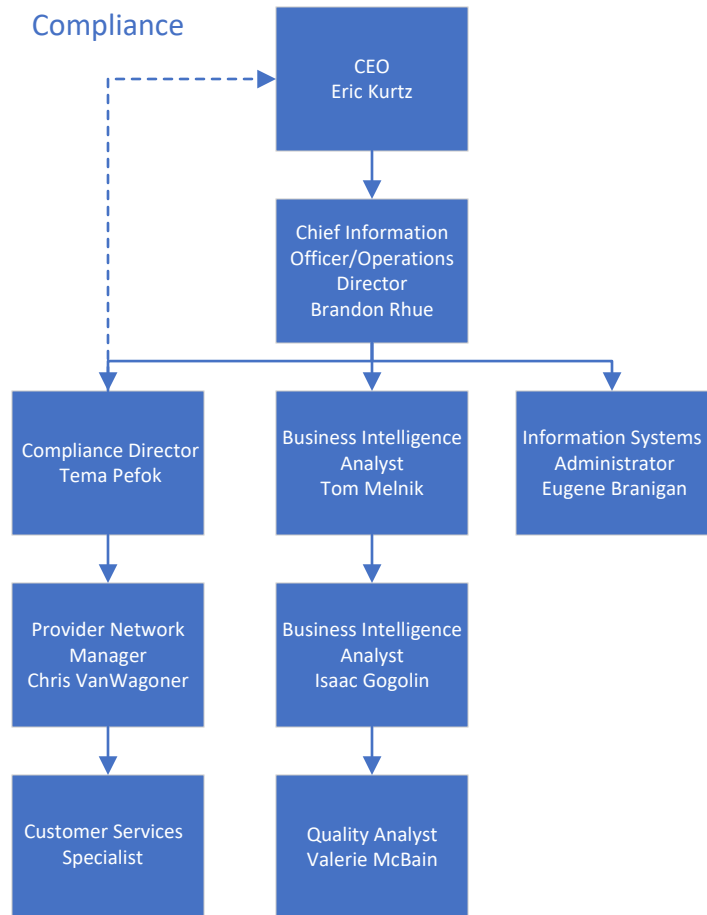 Compliance
CEO
Eric Kurtz
Chief Information
Officer/Operations
Director
Brandon Rhue
Compliance Director
Tema Pefok
Business Intelligence
Analyst
Tom Melnik
Information Systems
Administrator
Eugene Branigan
Provider Network
Manager
Chris VanWagoner
Business Intelligence
Analyst
Isaac Gogolin
Customer Services
Specialist
Quality Analyst
Valerie McBain